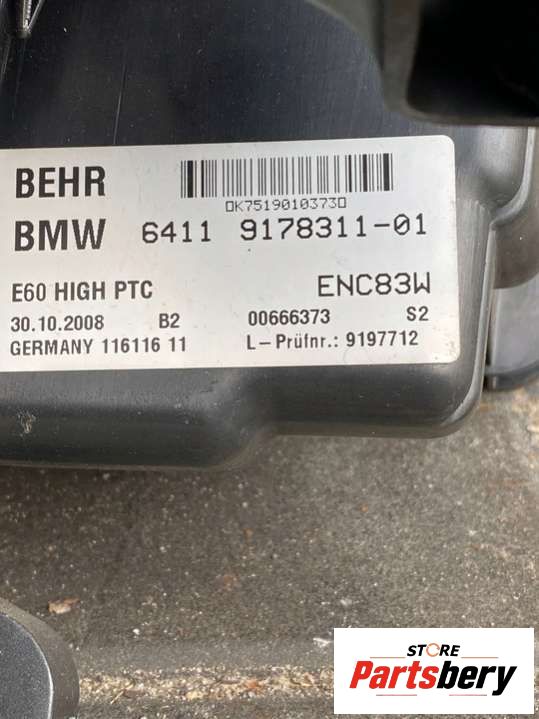 BEHR
DK7519010373D
BMW 6411 9178311-01
E60 HIGH PTC ENC83W
30.10.2008 B2 00666373 S2
GERMANY 116116 11 L-Prüfnr.: 9197712
STORE
Partsbery